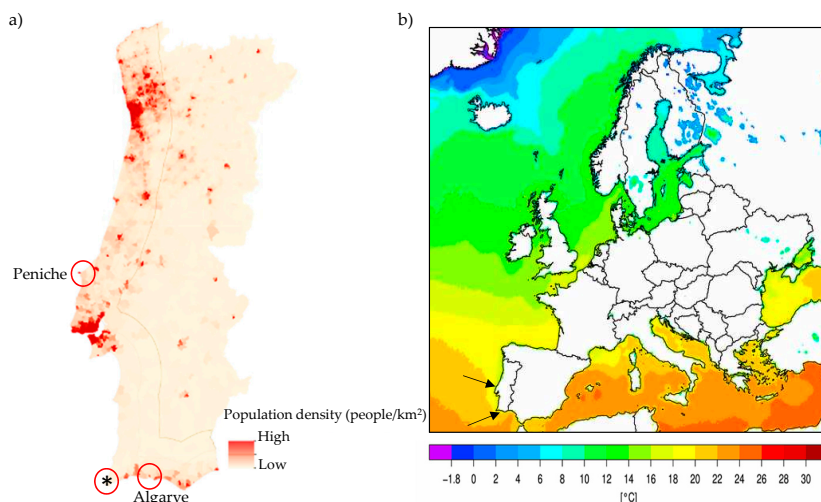 a)
b)
Peniche
Population density (people/km²)
High
Low
*
Algarve
-1.8 0 2 4 6 8 10 12 14 16 18 20 22 24 26 28 30
[°C]